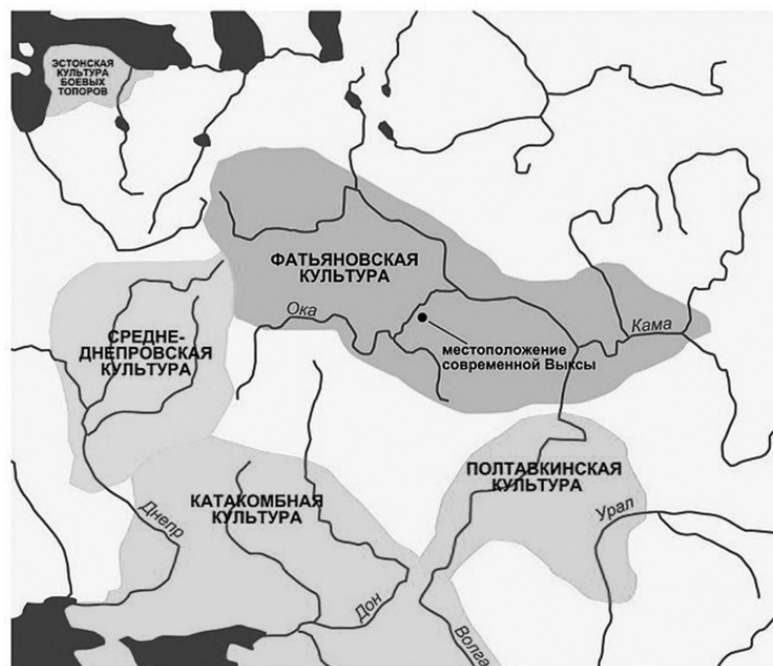 ЭСТОНСКАЯ
КУЛЬТУРА
БОЕВЫХ
ТОПОРОВ
ФАТЬЯНОВСКАЯ
КУЛЬТУРА
Ока
Кама
местоположение
современной Выксы
СРЕДНЕ-
ДНЕПРОВСКАЯ
КУЛЬТУРА
ПОЛТАВКИНСКАЯ
КУЛЬТУРА
КАТАКОМБНАЯ
КУЛЬТУРА
Днепр
Урал
Дон
Волга